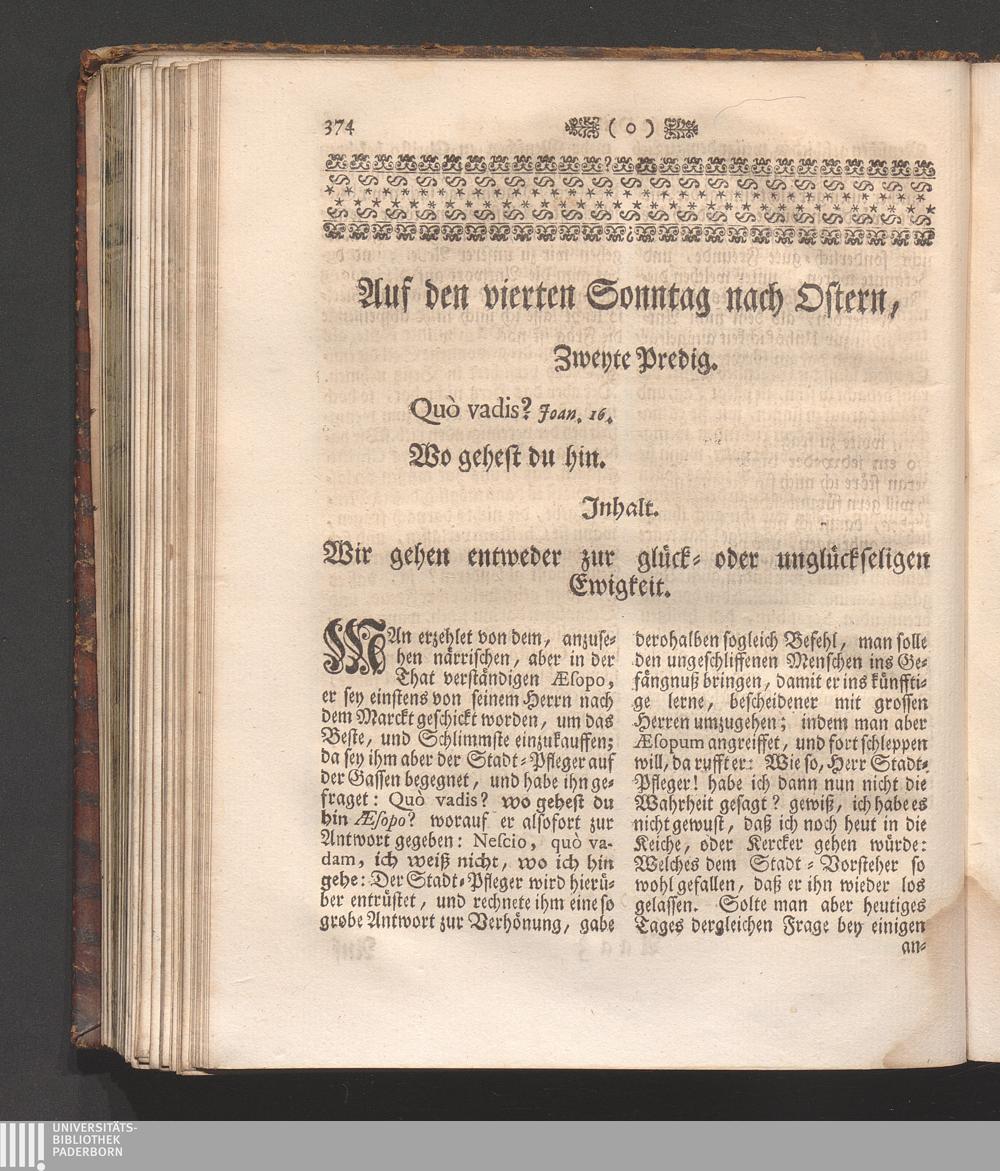 374 ( o )
Auf den vierten Sonntag nach Ostern,
Zweyte Predig.
Quò vadis? Joan. 16.
Wo gehest du hin.
Inhalt.
Wir gehen entweder zur glück- oder unglückseligen
Ewigkeit.
MAn erzehlet von dem, anzuse-
hen närrischen, aber in der
That verständigen Æsopo,
er sey einstens von seinem Herrn nach
dem Marckt geschickt worden, um das
Beste, und Schlimmste einzukauffen;
da sey ihm aber der Stadt-Pfleger auf
der Gassen begegnet, und habe ihn ge-
fraget: Quò vadis? wo gehest du
hin Æsopo? worauf er alsofort zur
Antwort gegeben: Nescio, quò va-
dam, ich weiß nicht, wo ich hin
gehe: Der Stadt-Pfleger wird hierü-
ber entrüstet, und rechnete ihm eine so
grobe Antwort zur Verhönung, gabe
derohalben sogleich Befehl, man solle
den ungeschliffenen Menschen ins Ge-
fängnuß bringen, damit er ins künffti-
ge lerne, bescheidener mit grossen
Herren umzugehen; indem man aber
Æsopum angreiffet, und fort schleppen
will, da rufft er: Wie so, Herr Stadt-
Pfleger! habe ich dann nun nicht die
Wahrheit gesagt? gewiß, ich habe es
nicht gewust, daß ich noch heut in die
Keiche, oder Kercker gehen würde:
Welches dem Stadt-Vorsteher so
wohl gefallen, daß er ihn wieder los
gelassen. Solte man aber heutiges
Tages dergleichen Frage bey einigen
an-
UNIVERSITÄTS-
BIBLIOTHEK
PADERBORN